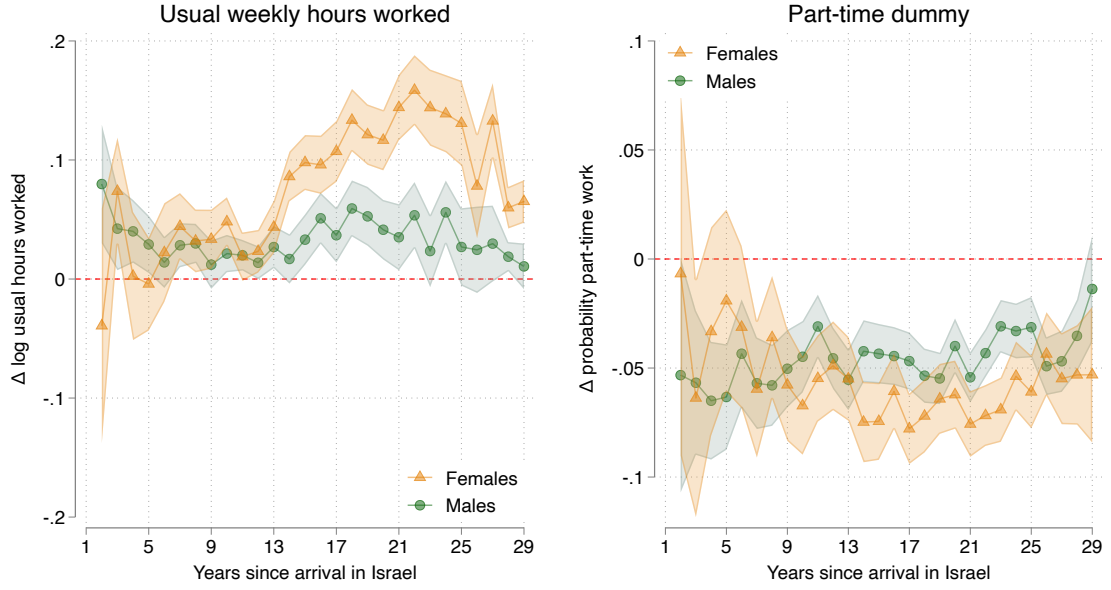 Usual weekly hours worked
Δ log usual hours worked
.2
.1
0
-.1
-.2
Females
Males
1 5 9 13 17 21 25 29
Years since arrival in Israel
Part-time dummy
Δ probability part-time work
.1
.05
0
-.05
-.1
Females
Males
1 5 9 13 17 21 25 29
Years since arrival in Israel